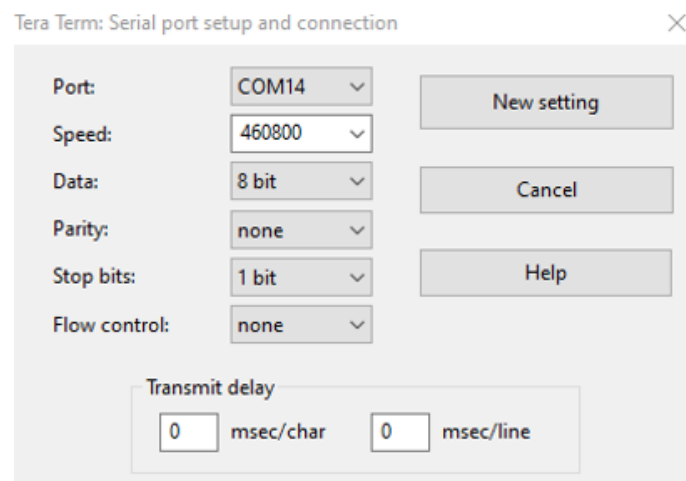 Tera Term: Serial port setup and connection
Port: COM14
New setting
Speed: 460800
Data: 8 bit
Cancel
Parity: none
Stop bits: 1 bit
Help
Flow control: none
Transmit delay
0 msec/char 0 msec/line